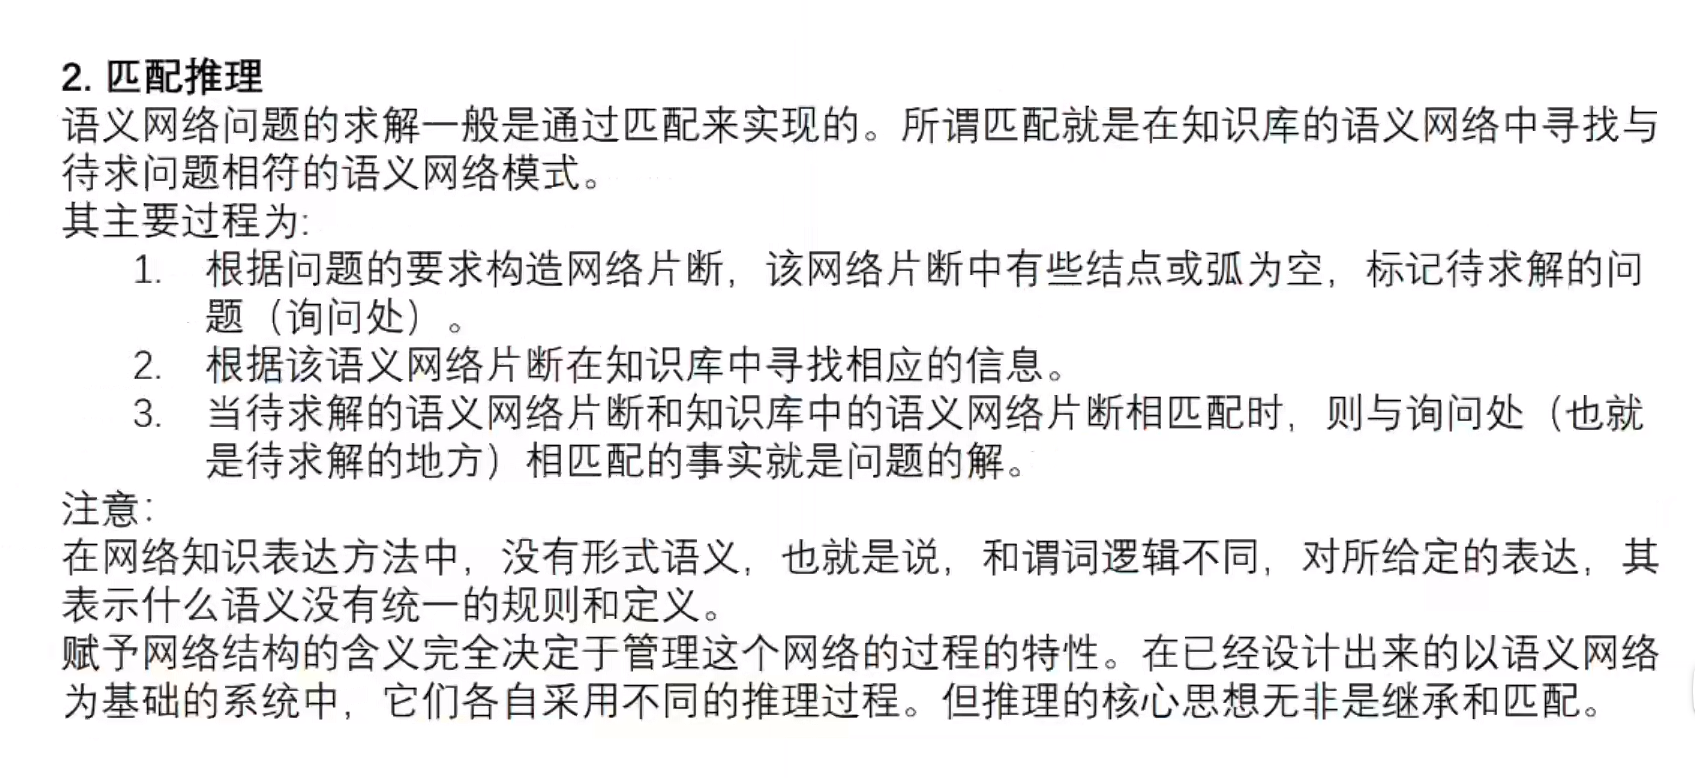 2. 匹配推理
语义网络问题的求解一般是通过匹配来实现的。所谓匹配就是在知识库的语义网络中寻找与
待求问题相符的语义网络模式。
其主要过程为:
1. 根据问题的要求构造网络片断，该网络片断中有些结点或弧为空，标记待求解的问
题（询问处）。
2. 根据该语义网络片断在知识库中寻找相应的信息。
3. 当待求解的语义网络片断和知识库中的语义网络片断相匹配时，则与询问处（也就
是待求解的地方）相匹配的事实就是问题的解。
注意：
在网络知识表达方法中，没有形式语义，也就是说，和谓词逻辑不同，对所给定的表达，其
表示什么语义没有统一的规则和定义。
赋予网络结构的含义完全决定于管理这个网络的过程的特性。在已经设计出来的以语义网络
为基础的系统中，它们各自采用不同的推理过程。但推理的核心思想无非是继承和匹配。